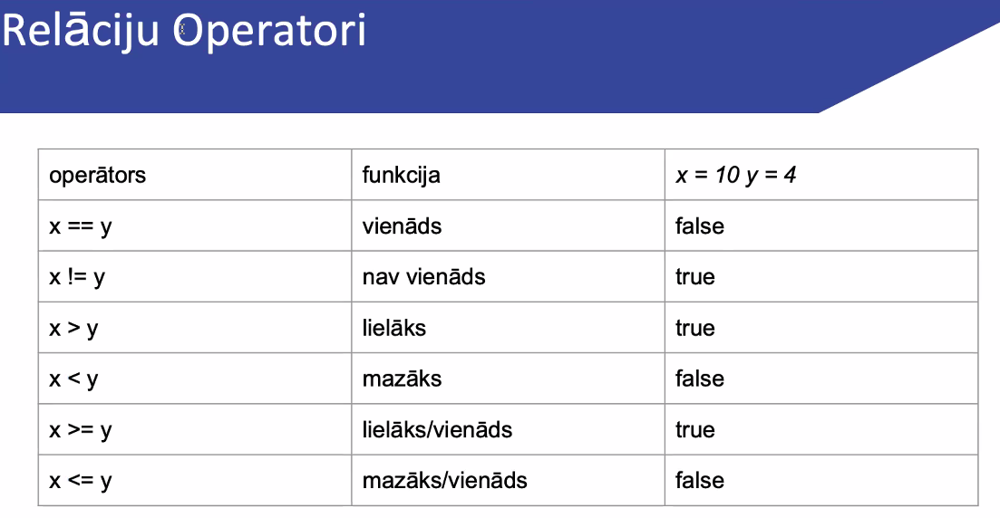 Relāciju Operatori
operātors funkcija x = 10 y = 4
x == y vienāds false
x != y nav vienāds true
x > y lielāks true
x < y mazāks false
x >= y lielāks/vienāds true
x <= y mazāks/vienāds false